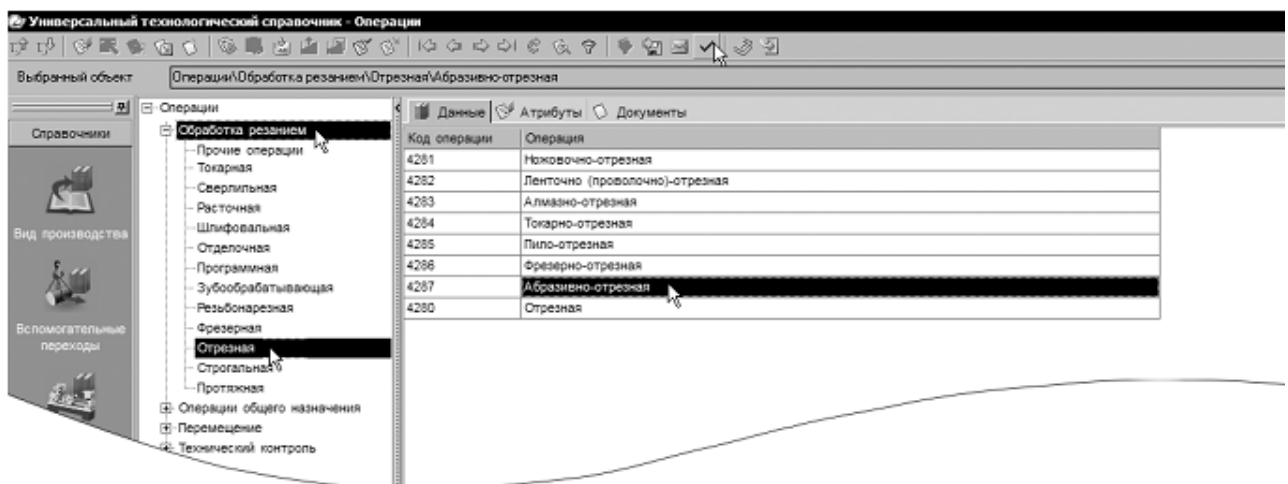 Универсальный технологический справочник - Операции
Выбранный объект
Операции\Обработка резанием\Отрезная\Абразивно-отрезная
Справочники
Вид производства
Вспомогательные
переходы
Операции
Обработка резанием
Прочие операции
Токарная
Сверлильная
Расточная
Шлифовальная
Отделочная
Программная
Зубообрабатывающая
Резьбонарезная
Фрезерная
Отрезная
Строгальная
Протяжная
Операции общего назначения
Перемещение
Технический контроль
Данные Атрибуты Документы
Код операции Операция
4281 Ножовочно-отрезная
4282 Ленточно (проволочно)-отрезная
4283 Алмазно-отрезная
4284 Токарно-отрезная
4285 Пило-отрезная
4286 Фрезерно-отрезная
4287 Абразивно-отрезная
4280 Отрезная